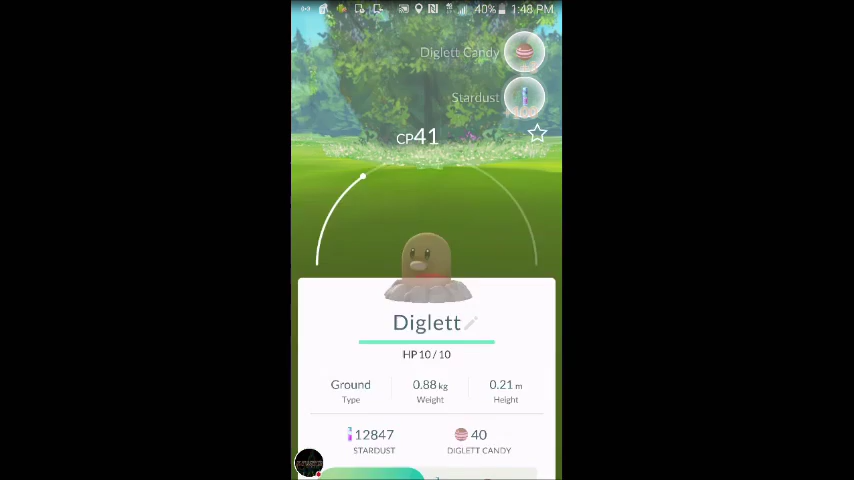 40% 1:48 PM
Diglett Candy
Stardust
CP41
Diglett
HP 10 / 10
Ground 0.88 kg 0.21 m
Type Weight Height
12847 40
STARDUST DIGLETT CANDY